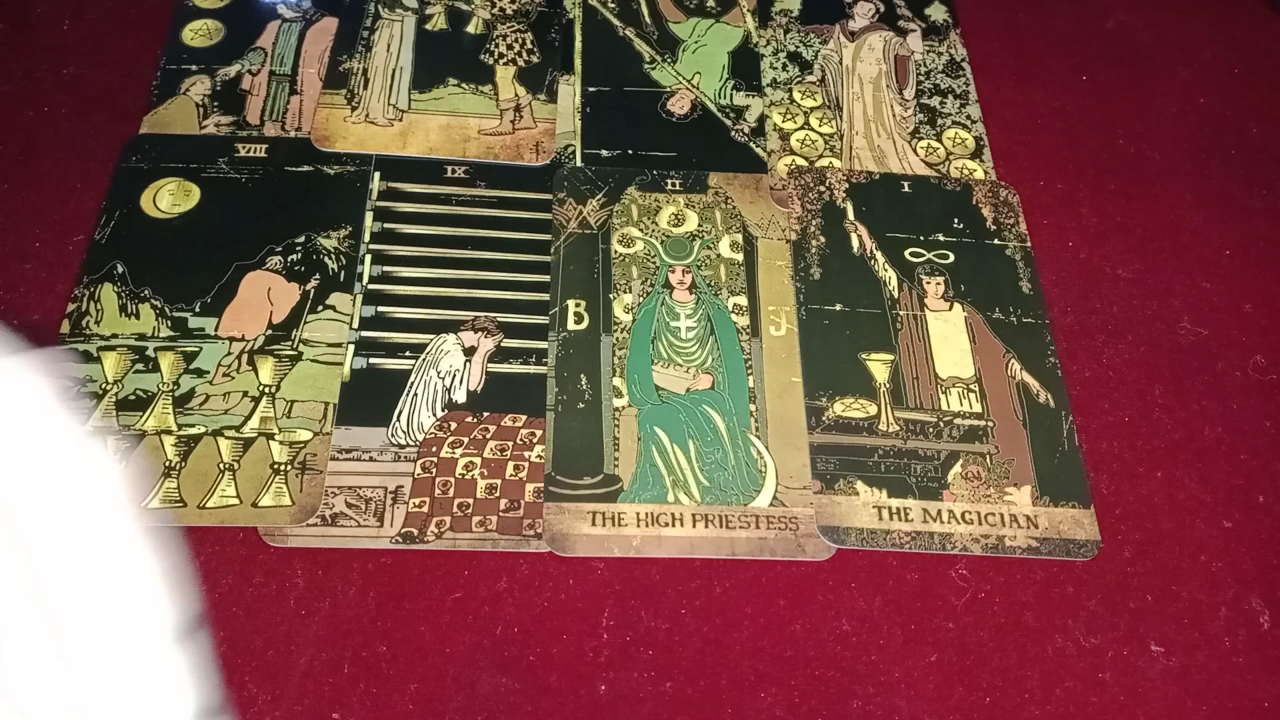 VIII
IX
II
I
B
J
THE HIGH PRIESTESS
THE MAGICIAN